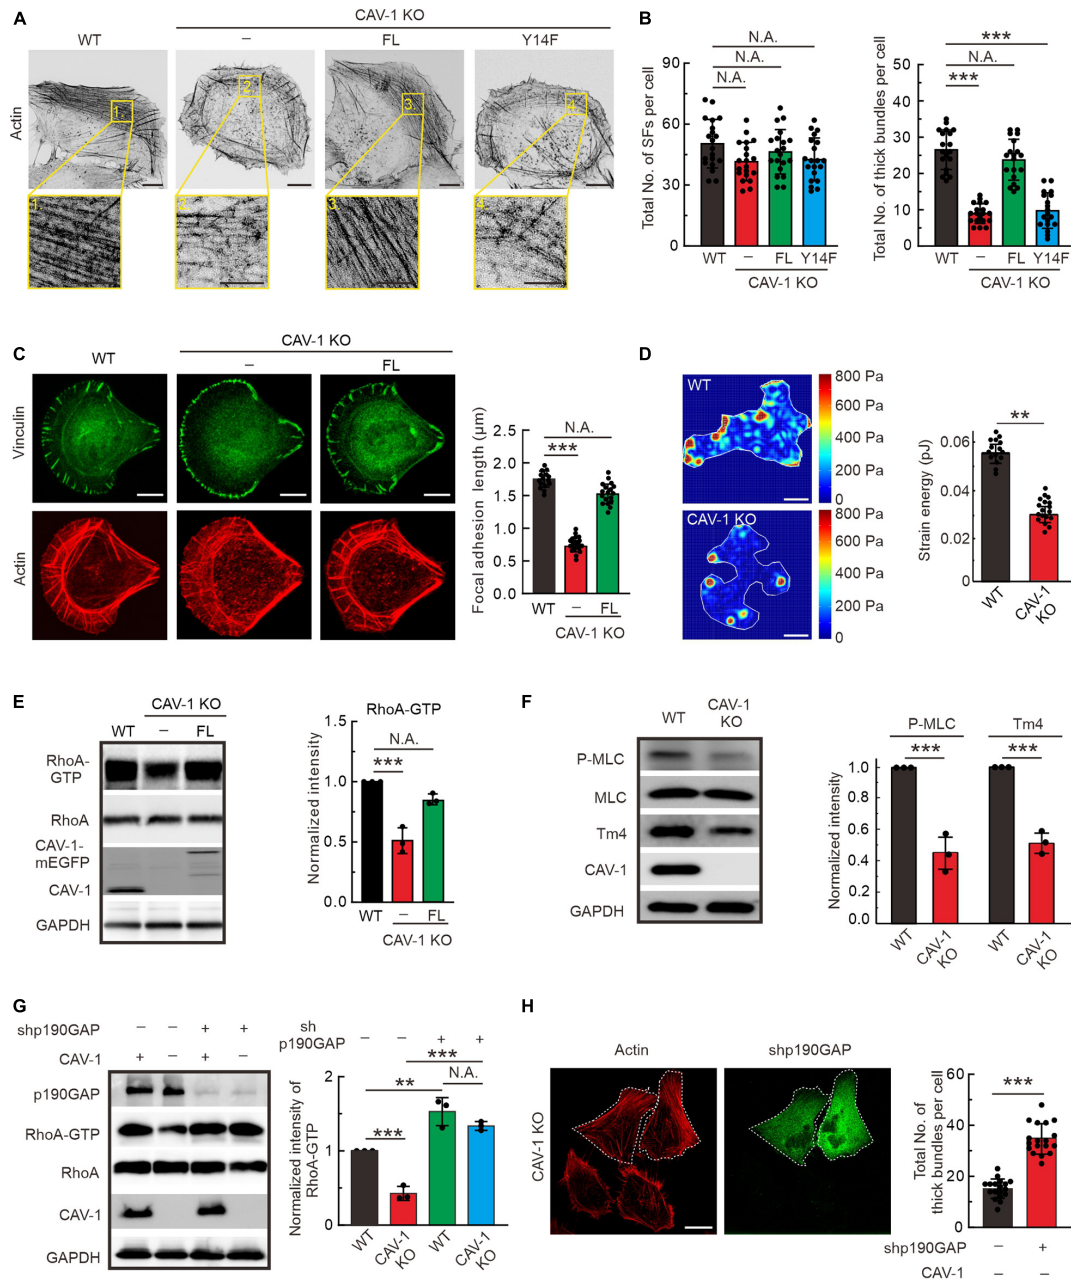 A
CAV-1 KO
WT
–
FL
Y14F
Actin
1
2
3
4
1
2
3
4
B
Total No. of SFs per cell
90
60
30
0
N.A.
N.A.
N.A.
WT
–
FL
Y14F
CAV-1 KO
Total No. of thick bundles per cell
50
40
30
20
10
0
***
N.A.
***
WT
–
FL
Y14F
CAV-1 KO
C
CAV-1 KO
WT
–
FL
Vinculin
Actin
Focal adhesion length (µm)
2.5
2.0
1.5
1.0
0.5
0.0
N.A.
***
WT
–
FL
CAV-1 KO
D
WT
800 Pa
600 Pa
400 Pa
200 Pa
0
CAV-1 KO
800 Pa
600 Pa
400 Pa
200 Pa
0
Strain energy (pJ)
0.06
0.04
0.02
0
**
WT
CAV-1
KO
E
CAV-1 KO
WT
–
FL
RhoA-
GTP
RhoA
CAV-1-
mEGFP
CAV-1
GAPDH
RhoA-GTP
Normalized intensity
1.5
1.0
0.5
0.0
N.A.
***
WT
–
FL
CAV-1 KO
F
WT
CAV-1
KO
P-MLC
MLC
Tm4
CAV-1
GAPDH
P-MLC
Tm4
***
***
Normalized intensity
1.0
0.8
0.6
0.4
0.2
0.0
WT
CAV-1
KO
WT
CAV-1
KO
G
shp190GAP
– – + +
CAV-1
+ – + –
p190GAP
RhoA-GTP
RhoA
CAV-1
GAPDH
sh
p190GAP
– – + +
***
**
N.A.
***
Normalized intensity of
RhoA-GTP
2
1
0
WT
CAV-1
KO
WT
CAV-1
KO
H
Actin
shp190GAP
CAV-1 KO
Total No. of
thick bundles per cell
60
40
20
0
***
shp190GAP – +
CAV-1 – –